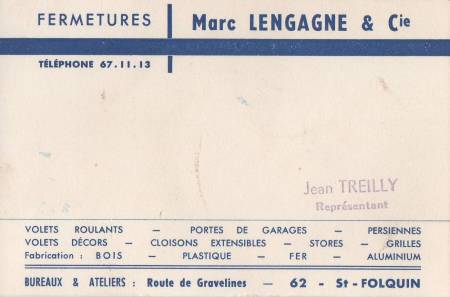 FERMETURES
Marc LENGAGNE & Cie
TÉLÉPHONE 67.11.13
Jean TREILLY
Représentant
VOLETS ROULANTS — PORTES DE GARAGES — PERSIENNES
VOLETS DÉCORS — CLOISONS EXTENSIBLES — STORES — GRILLES
Fabrication : BOIS — PLASTIQUE — FER — ALUMINIUM
BUREAUX & ATELIERS : Route de Gravelines — 62 - St - FOLQUIN